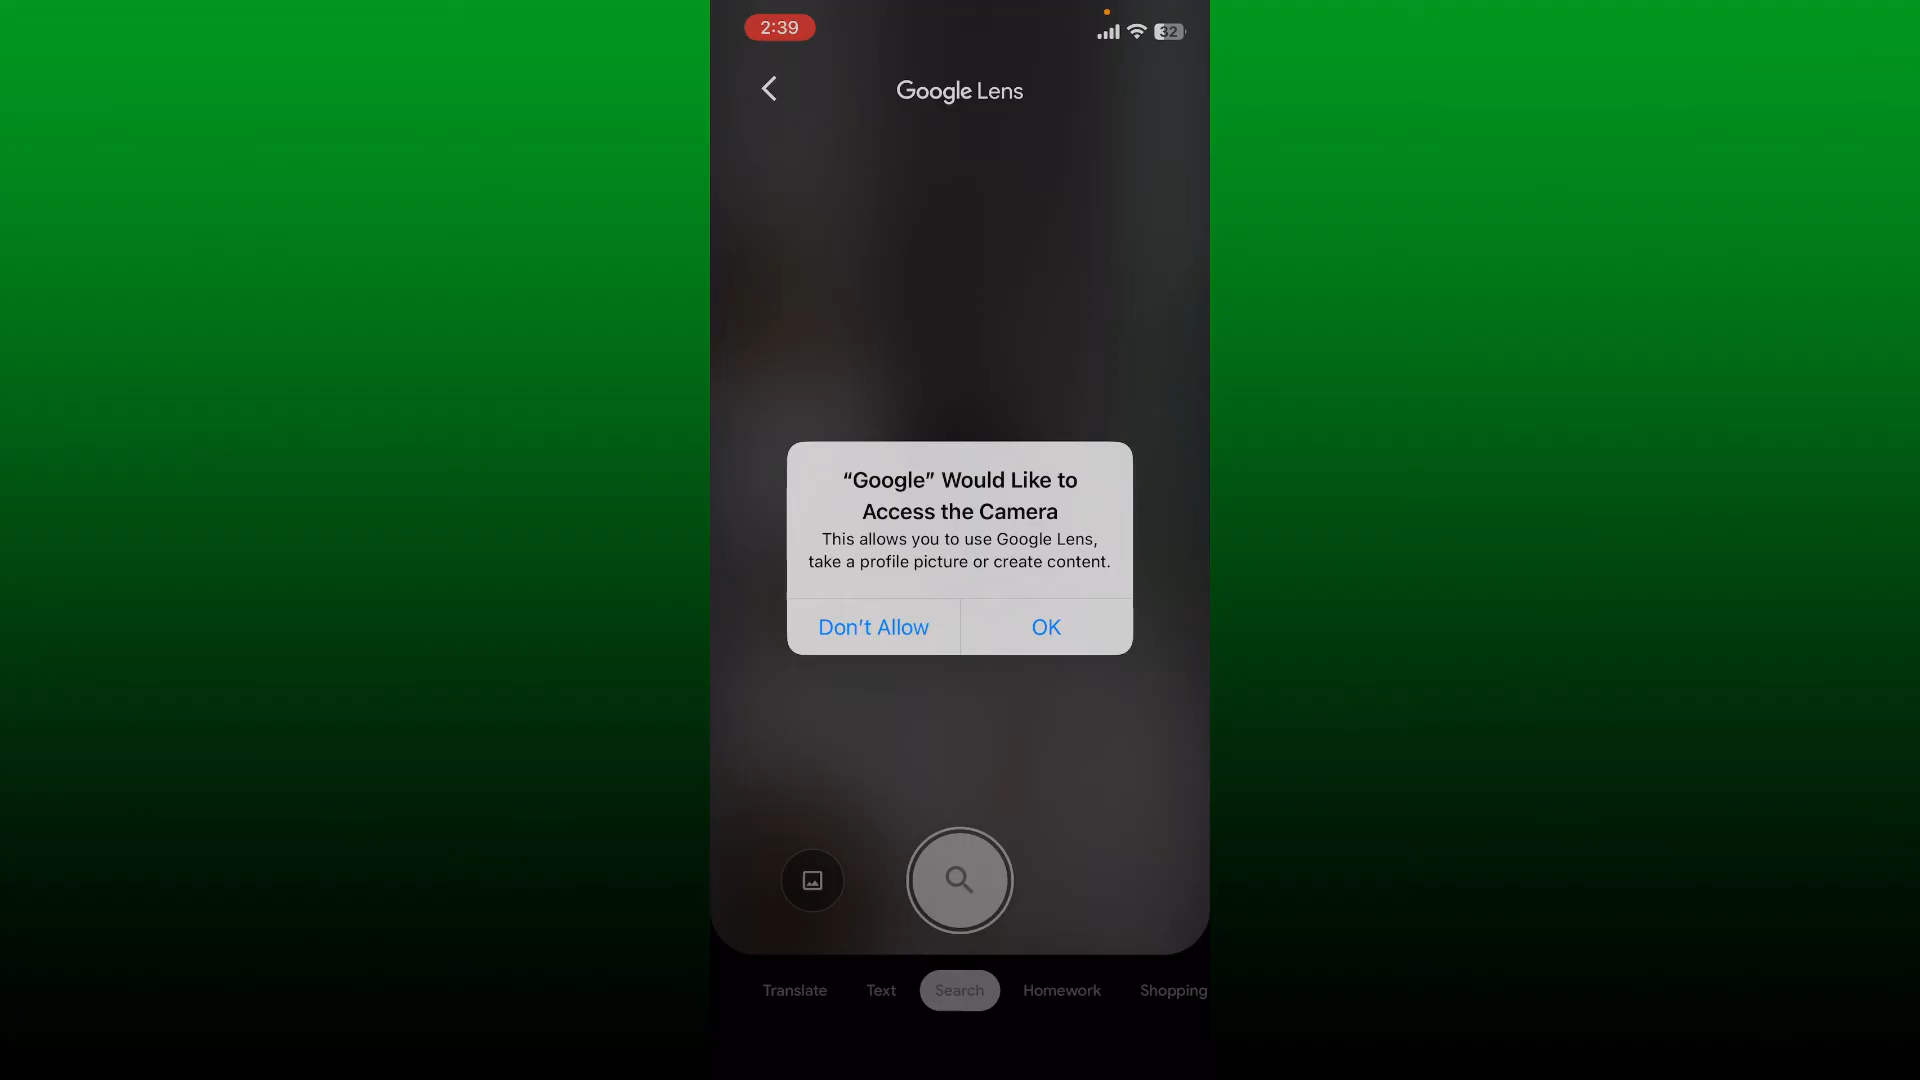 2:39
32
Google Lens
“Google” Would Like to
Access the Camera
This allows you to use Google Lens,
take a profile picture or create content.
Don’t Allow OK
Translate Text Search Homework Shopping